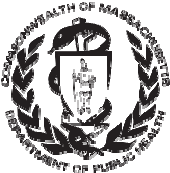 COMMONWEALTH OF MASSACHUSETTS
DEPARTMENT OF PUBLIC HEALTH